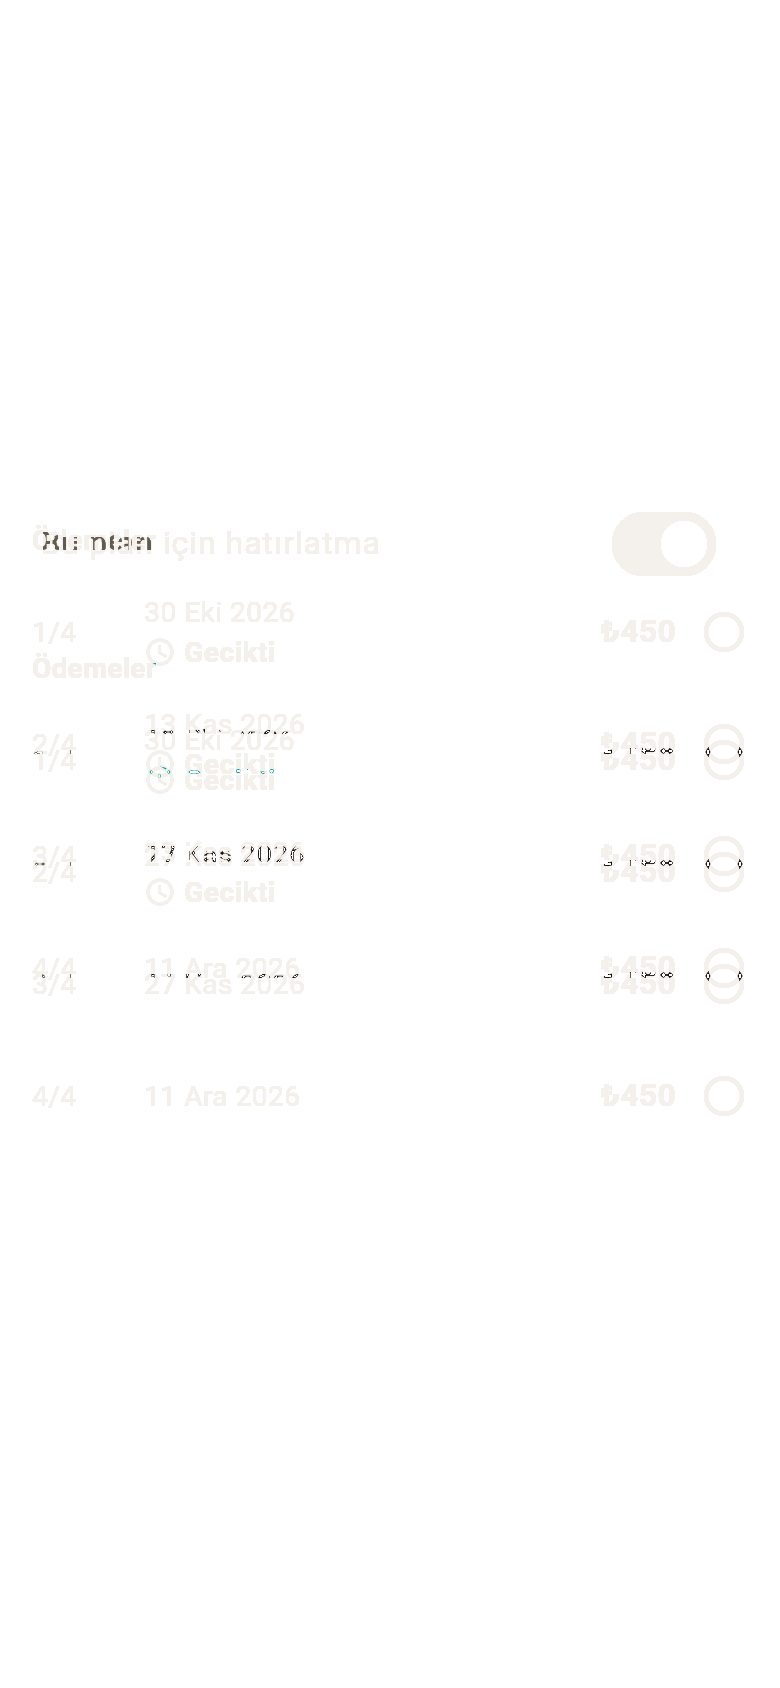 Ödemeler
Bu plan için hatırlatma
30 Eki 2026
1/4 ₺450
Gecikti
Ödemeler
13 Kas 2026
2/4 ₺450
30 Eki 2026
1/4 ₺450
Gecikti
Gecikti
3/4 27 Kas 2026 ₺450
2/4 ₺450
Gecikti
4/4 11 Ara 2026 ₺450
3/4 27 Kas 2026 ₺450
4/4 11 Ara 2026 ₺450